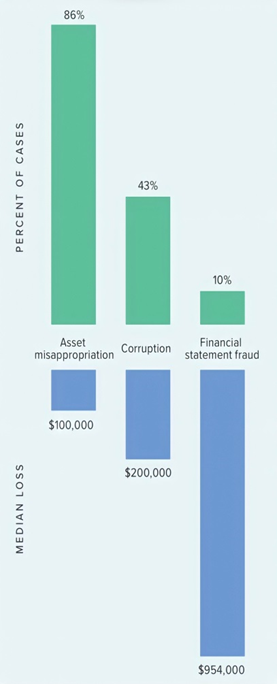 86%
43%
10%
PERCENT OF CASES
Asset
misappropriation
Corruption
Financial
statement fraud
$100,000
$200,000
$954,000
MEDIAN LOSS